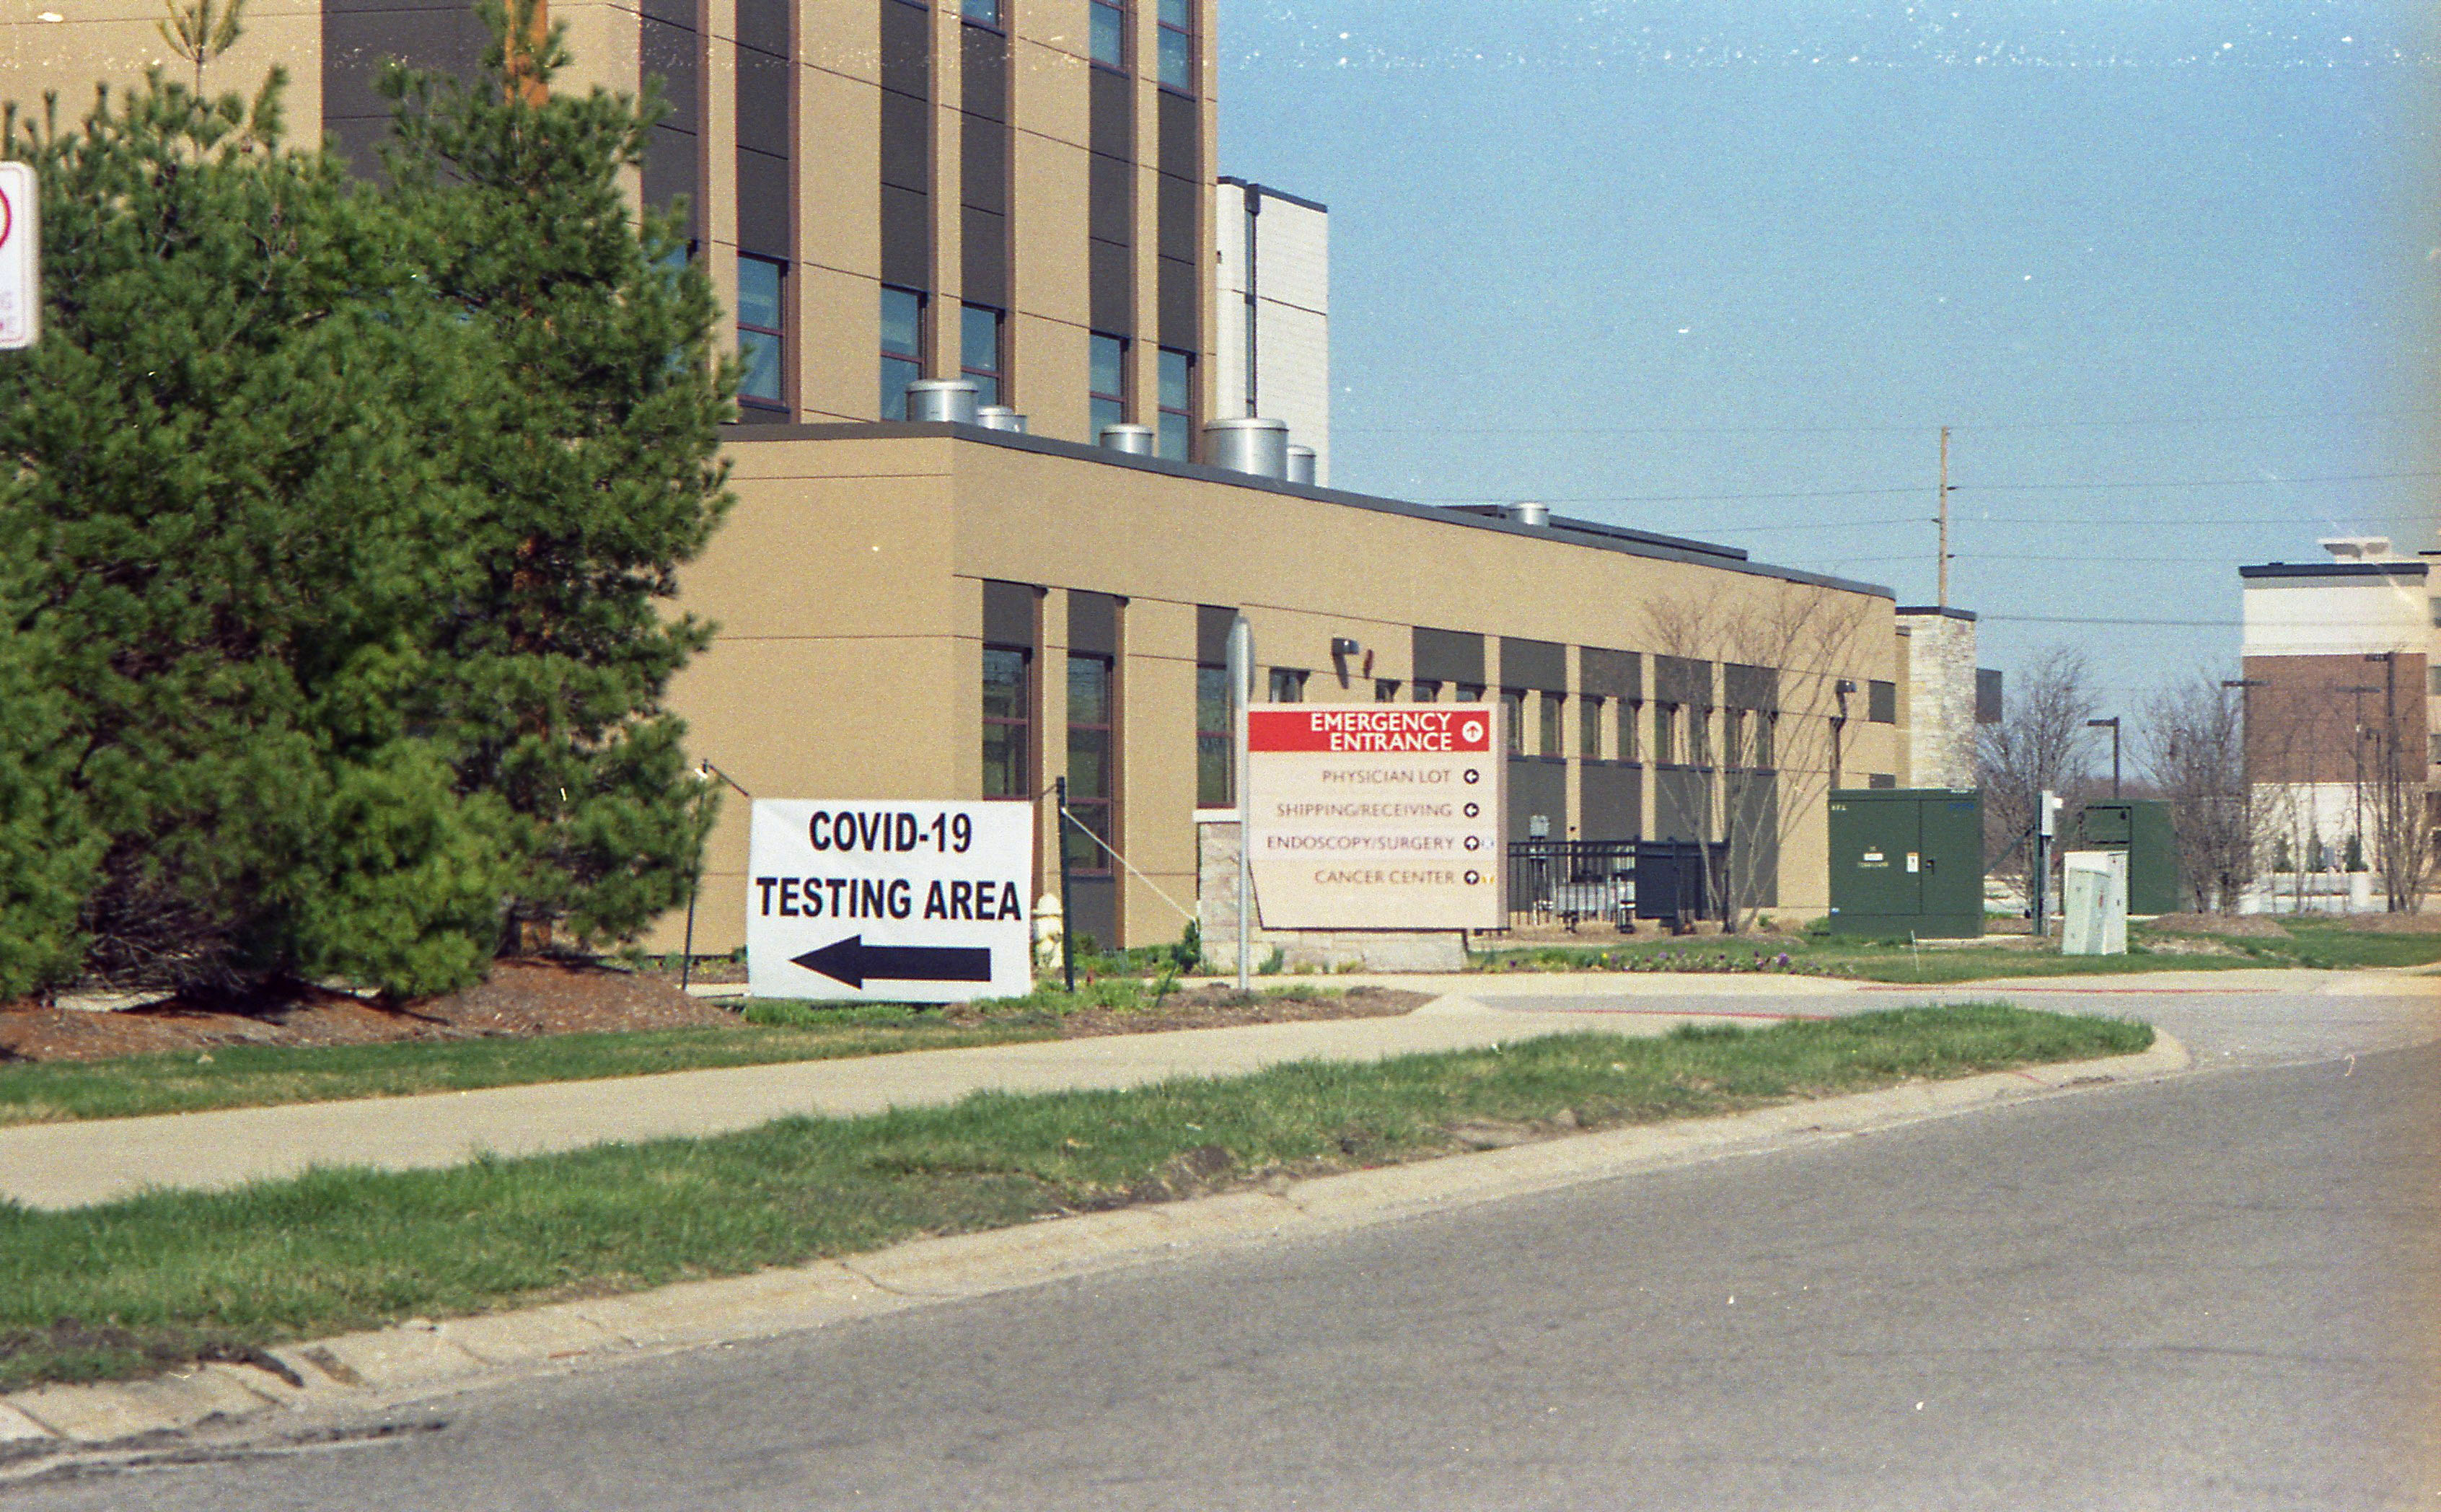 COVID-19
TESTING AREA
EMERGENCY
ENTRANCE
PHYSICIAN LOT
SHIPPING/RECEIVING
ENDOSCOPY/SURGERY
CANCER CENTER